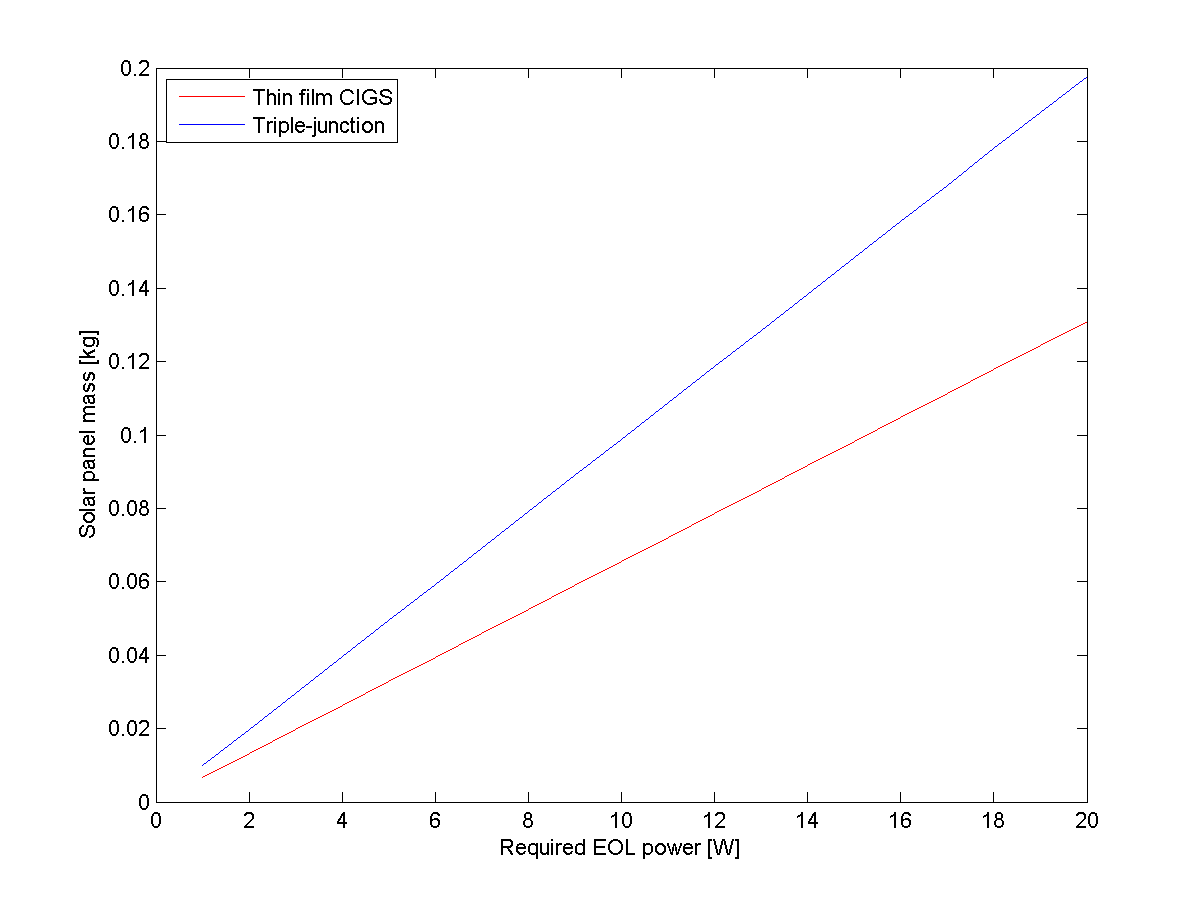 0.2
0.18
0.16
0.14
0.12
0.1
0.08
0.06
0.04
0.02
0
Solar panel mass [kg]
Thin film CIGS
Triple-junction
0 2 4 6 8 10 12 14 16 18 20
Required EOL power [W]